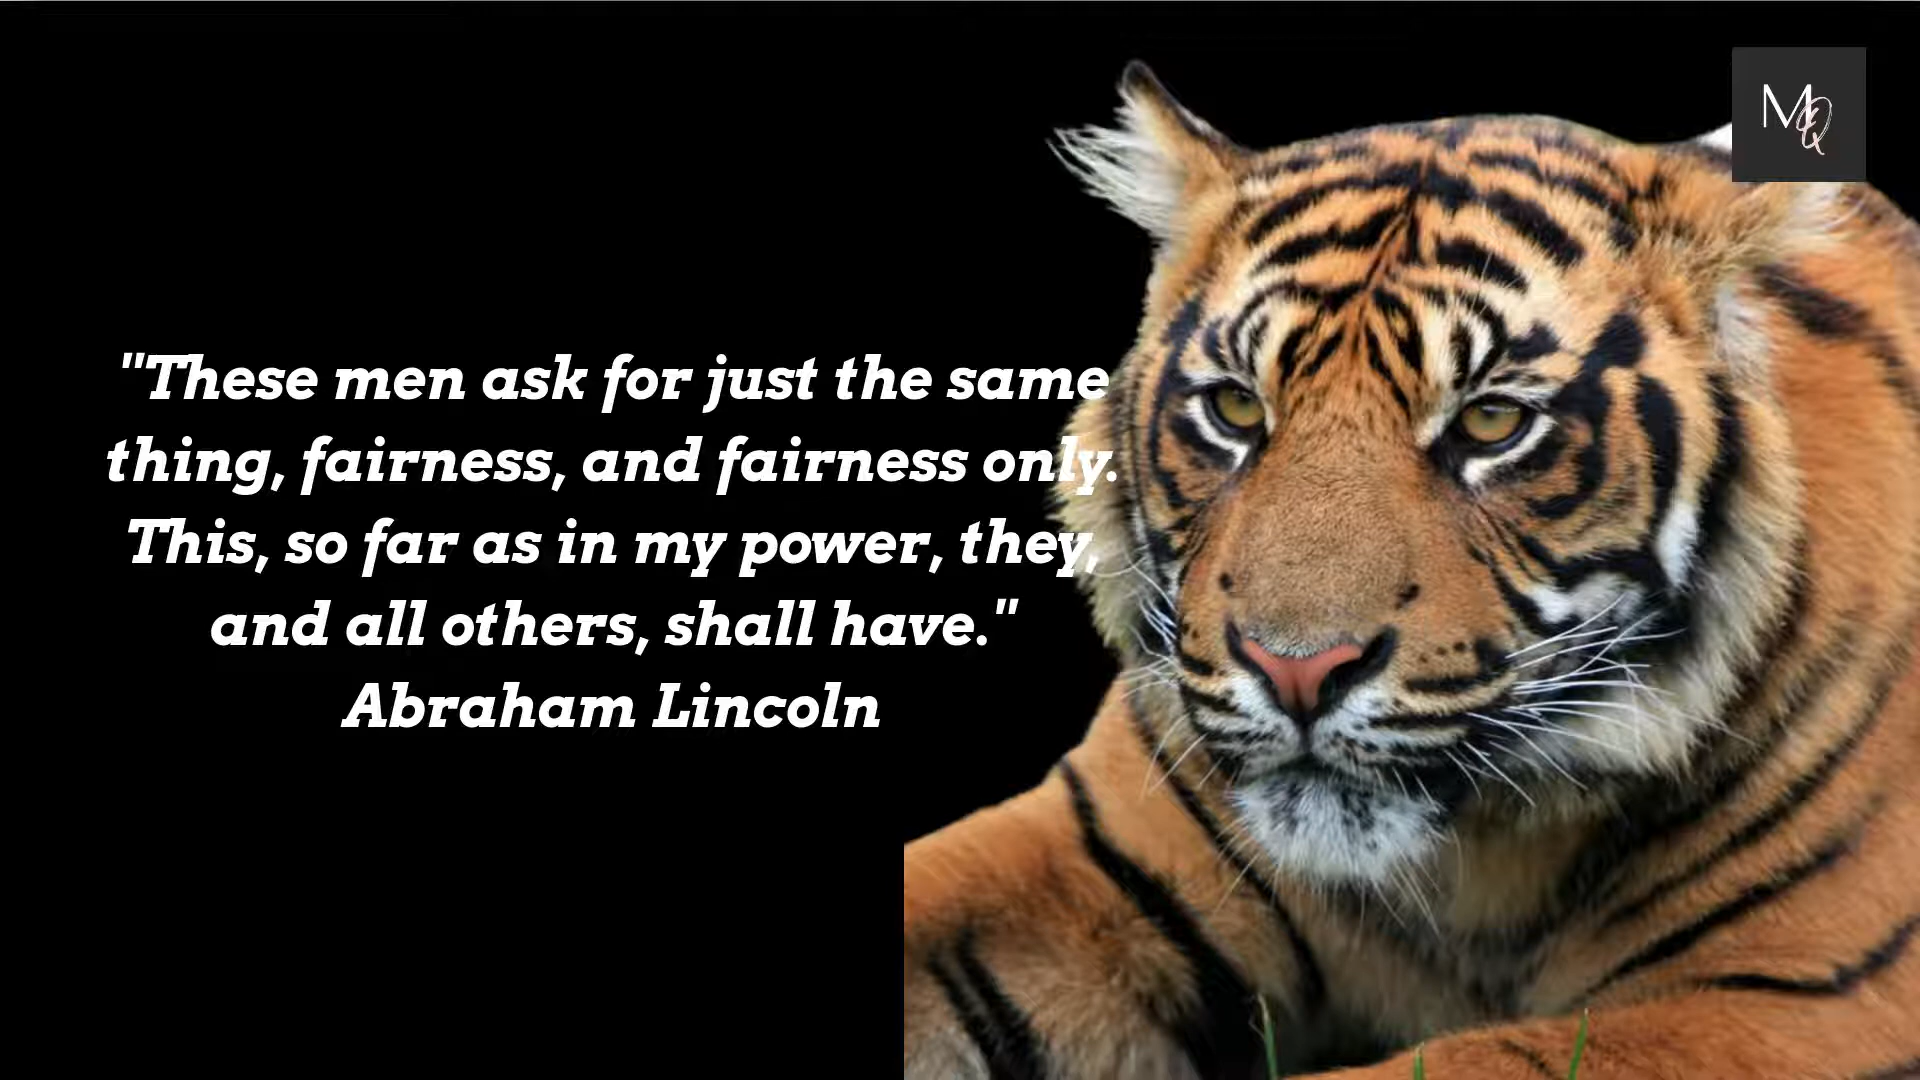 "These men ask for just the same
thing, fairness, and fairness only.
This, so far as in my power, they,
and all others, shall have."
Abraham Lincoln
MQ